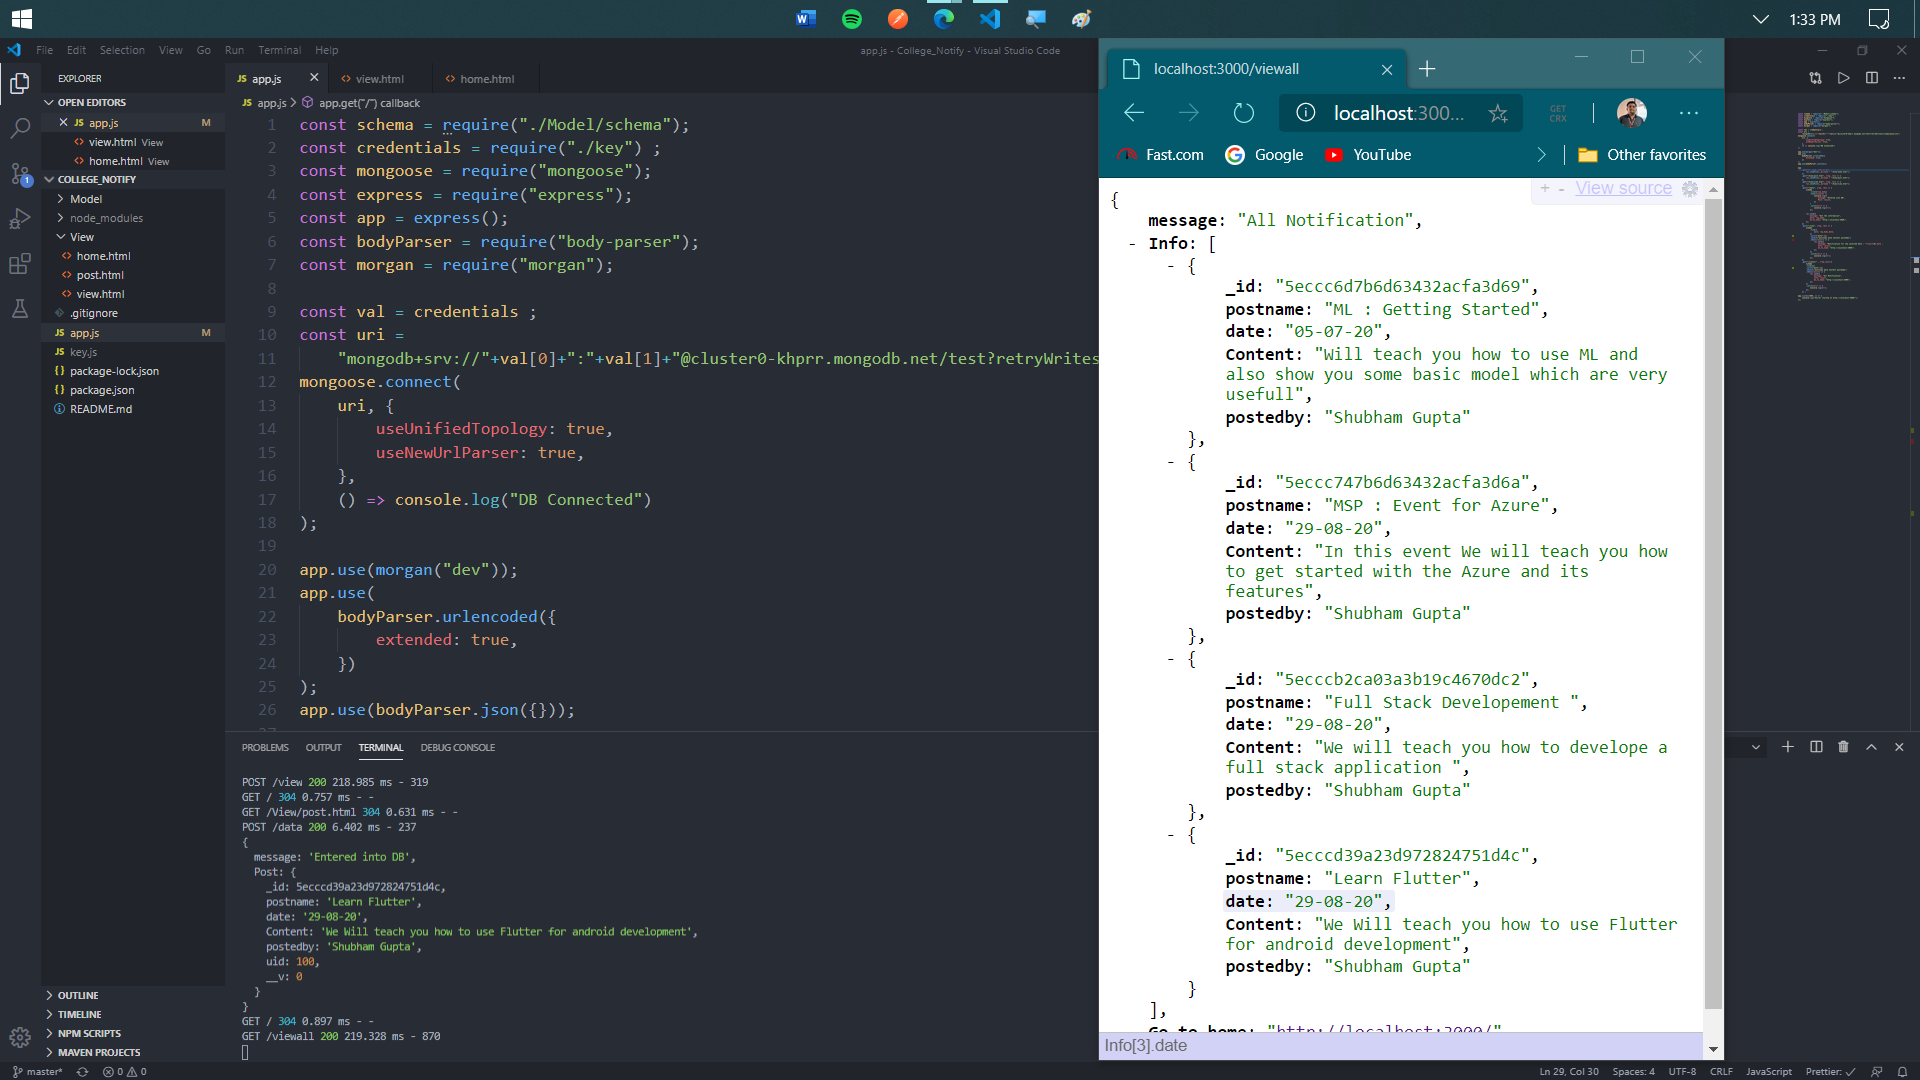 1:33 PM
File Edit Selection View Go Run Terminal Help
app.js - College_Notify - Visual Studio Code
EXPLORER
OPEN EDITORS
app.js M
view.html View
home.html View
COLLEGE_NOTIFY
Model
node_modules
View
home.html
post.html
view.html
.gitignore
app.js M
key.js
package-lock.json
package.json
README.md
OUTLINE
TIMELINE
NPM SCRIPTS
MAVEN PROJECTS
app.js view.html home.html
app.js > app.get("/") callback
1 const schema = require("./Model/schema");
2 const credentials = require("./key") ;
3 const mongoose = require("mongoose");
4 const express = require("express");
5 const app = express();
6 const bodyParser = require("body-parser");
7 const morgan = require("morgan");
8
9 const val = credentials ;
10 const uri =
11 "mongodb+srv://"+val[0]+":"+val[1]+"@cluster0-khprr.mongodb.net/test?retryWrites
12 mongoose.connect(
13 uri, {
14 useUnifiedTopology: true,
15 useNewUrlParser: true,
16 },
17 () => console.log("DB Connected")
18 );
19
20 app.use(morgan("dev"));
21 app.use(
22 bodyParser.urlencoded({
23 extended: true,
24 })
25 );
26 app.use(bodyParser.json({}));
PROBLEMS OUTPUT TERMINAL DEBUG CONSOLE
POST /view 200 218.985 ms - 319
GET / 304 0.757 ms - -
GET /View/post.html 304 0.631 ms - -
POST /data 200 6.402 ms - 237
{
message: 'Entered into DB',
Post: {
_id: 5ecccd39a23d972824751d4c,
postname: 'Learn Flutter',
date: '29-08-20',
Content: 'We Will teach you how to use Flutter for android development',
postedby: 'Shubham Gupta',
uid: 100,
__v: 0
}
}
GET / 304 0.897 ms - -
GET /viewall 200 219.328 ms - 870
localhost:3000/viewall
localhost:300...
GET CRX
Fast.com Google YouTube Other favorites
+ - View source
{
message: "All Notification",
- Info: [
- {
_id: "5eccc6d7b6d63432acfa3d69",
postname: "ML : Getting Started",
date: "05-07-20",
Content: "Will teach you how to use ML and
also show you some basic model which are very
usefull",
postedby: "Shubham Gupta"
},
- {
_id: "5eccc747b6d63432acfa3d6a",
postname: "MSP : Event for Azure",
date: "29-08-20",
Content: "In this event We will teach you how
to get started with the Azure and its
features",
postedby: "Shubham Gupta"
},
- {
_id: "5ecccb2ca03a3b19c4670dc2",
postname: "Full Stack Developement ",
date: "29-08-20",
Content: "We will teach you how to develope a
full stack application ",
postedby: "Shubham Gupta"
},
- {
_id: "5ecccd39a23d972824751d4c",
postname: "Learn Flutter",
date: "29-08-20",
Content: "We Will teach you how to use Flutter
for android development",
postedby: "Shubham Gupta"
}
],
Go to home: "http://localhost:3000/"
Info[3].date
master* 0 0
Ln 29, Col 30 Spaces: 4 UTF-8 CRLF JavaScript Prettier: ✓